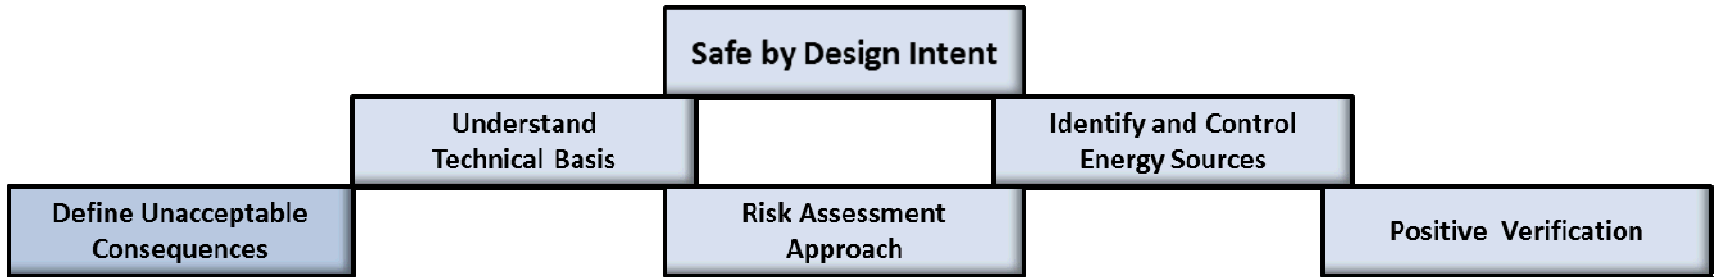 Safe by Design Intent
Understand
Technical Basis
Identify and Control
Energy Sources
Define Unacceptable
Consequences
Risk Assessment
Approach
Positive Verification